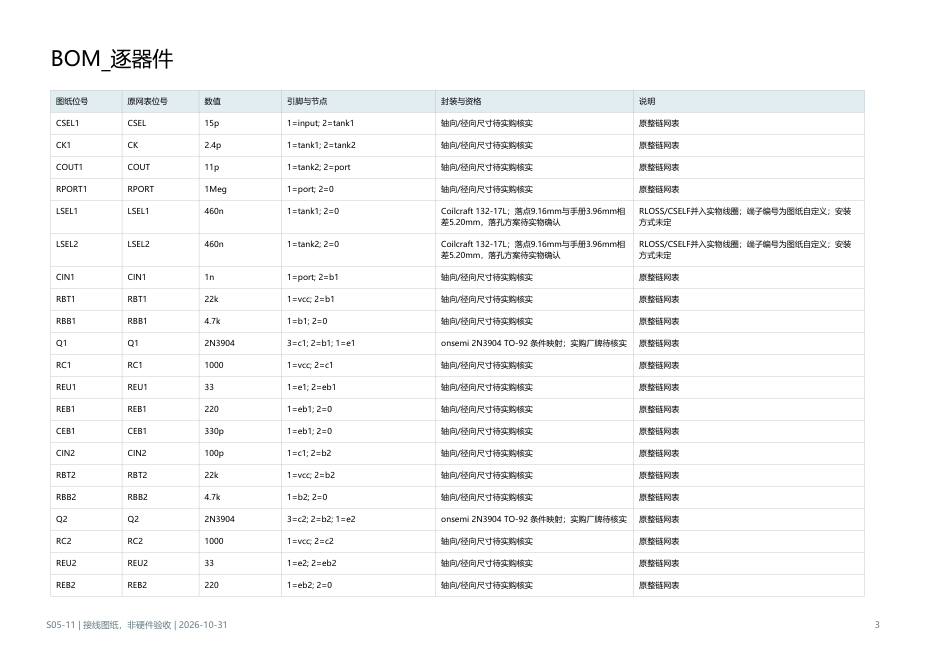 BOM_逐器件
图纸位号 原网表位号 数值 引脚与节点 封装与资格 说明
CSEL1 CSEL 15p 1=input; 2=tank1 轴向/径向尺寸待实购核实 原整链网表
CK1 CK 2.4p 1=tank1; 2=tank2 轴向/径向尺寸待实购核实 原整链网表
COUT1 COUT 11p 1=tank2; 2=port 轴向/径向尺寸待实购核实 原整链网表
RPORT1 RPORT 1Meg 1=port; 2=0 轴向/径向尺寸待实购核实 原整链网表
LSEL1 LSEL1 460n 1=tank1; 2=0 Coilcraft 132-17L；落点9.16mm与手册3.96mm相 RLOSS/CSELF并入实物线圈；端子编号为图纸自定义；安装
差5.20mm，落孔方案待实物确认 方式未定
LSEL2 LSEL2 460n 1=tank2; 2=0 Coilcraft 132-17L；落点9.16mm与手册3.96mm相 RLOSS/CSELF并入实物线圈；端子编号为图纸自定义；安装
差5.20mm，落孔方案待实物确认 方式未定
CIN1 CIN1 1n 1=port; 2=b1 轴向/径向尺寸待实购核实 原整链网表
RBT1 RBT1 22k 1=vcc; 2=b1 轴向/径向尺寸待实购核实 原整链网表
RBB1 RBB1 4.7k 1=b1; 2=0 轴向/径向尺寸待实购核实 原整链网表
Q1 Q1 2N3904 3=c1; 2=b1; 1=e1 onsemi 2N3904 TO-92 条件映射；实购厂牌待核实 原整链网表
RC1 RC1 1000 1=vcc; 2=c1 轴向/径向尺寸待实购核实 原整链网表
REU1 REU1 33 1=e1; 2=eb1 轴向/径向尺寸待实购核实 原整链网表
REB1 REB1 220 1=eb1; 2=0 轴向/径向尺寸待实购核实 原整链网表
CEB1 CEB1 330p 1=eb1; 2=0 轴向/径向尺寸待实购核实 原整链网表
CIN2 CIN2 100p 1=c1; 2=b2 轴向/径向尺寸待实购核实 原整链网表
RBT2 RBT2 22k 1=vcc; 2=b2 轴向/径向尺寸待实购核实 原整链网表
RBB2 RBB2 4.7k 1=b2; 2=0 轴向/径向尺寸待实购核实 原整链网表
Q2 Q2 2N3904 3=c2; 2=b2; 1=e2 onsemi 2N3904 TO-92 条件映射；实购厂牌待核实 原整链网表
RC2 RC2 1000 1=vcc; 2=c2 轴向/径向尺寸待实购核实 原整链网表
REU2 REU2 33 1=e2; 2=eb2 轴向/径向尺寸待实购核实 原整链网表
REB2 REB2 220 1=eb2; 2=0 轴向/径向尺寸待实购核实 原整链网表
S05-11 | 接线图纸，非硬件验收 | 2026-10-31 3